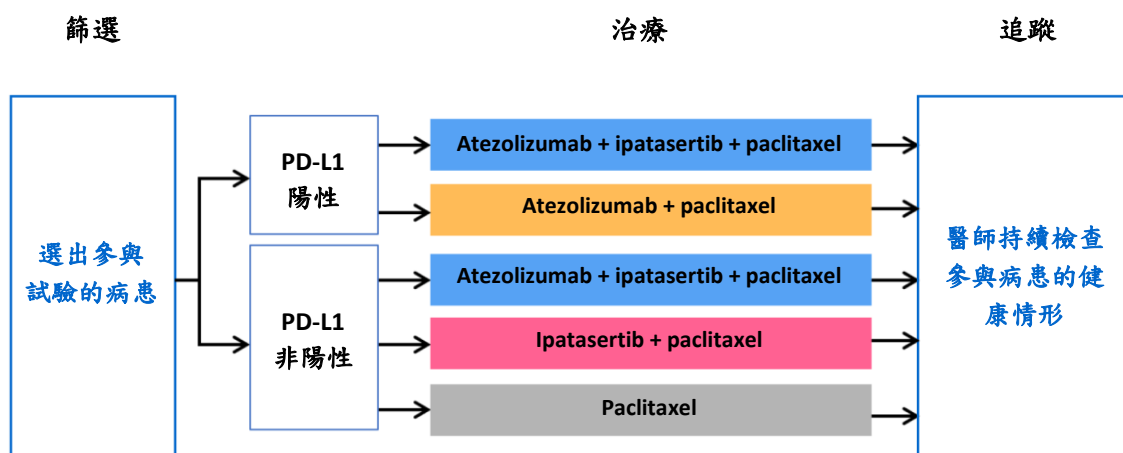 篩選
治療
追蹤
選出參與
試驗的病患
PD-L1
陽性
Atezolizumab + ipatasertib + paclitaxel
Atezolizumab + paclitaxel
PD-L1
非陽性
Atezolizumab + ipatasertib + paclitaxel
Ipatasertib + paclitaxel
Paclitaxel
醫師持續檢查
參與病患的健
康情形